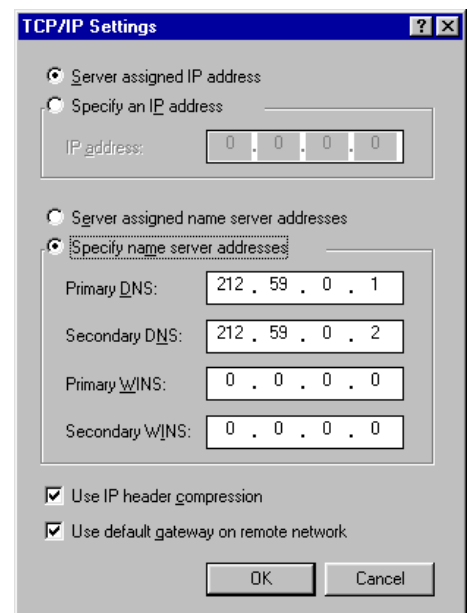 TCP/IP Settings
Server assigned IP address
Specify an IP address
IP address: 0 . 0 . 0 . 0
Server assigned name server addresses
Specify name server addresses
Primary DNS: 212 . 59 . 0 . 1
Secondary DNS: 212 . 59 . 0 . 2
Primary WINS: 0 . 0 . 0 . 0
Secondary WINS: 0 . 0 . 0 . 0
Use IP header compression
Use default gateway on remote network
OK Cancel